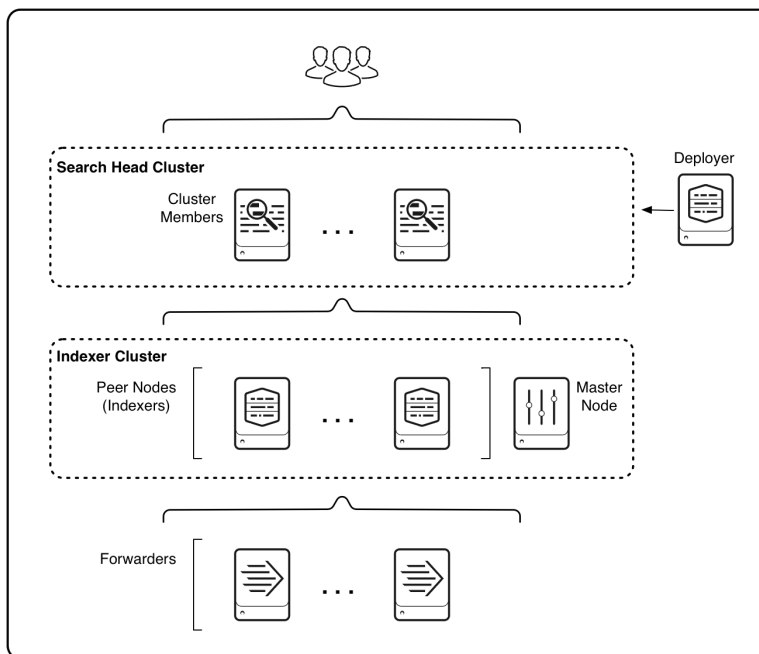 Deployer
Search Head Cluster
Cluster
Members
. . .
Indexer Cluster
Peer Nodes
(Indexers)
. . .
Master
Node
Forwarders
. . .